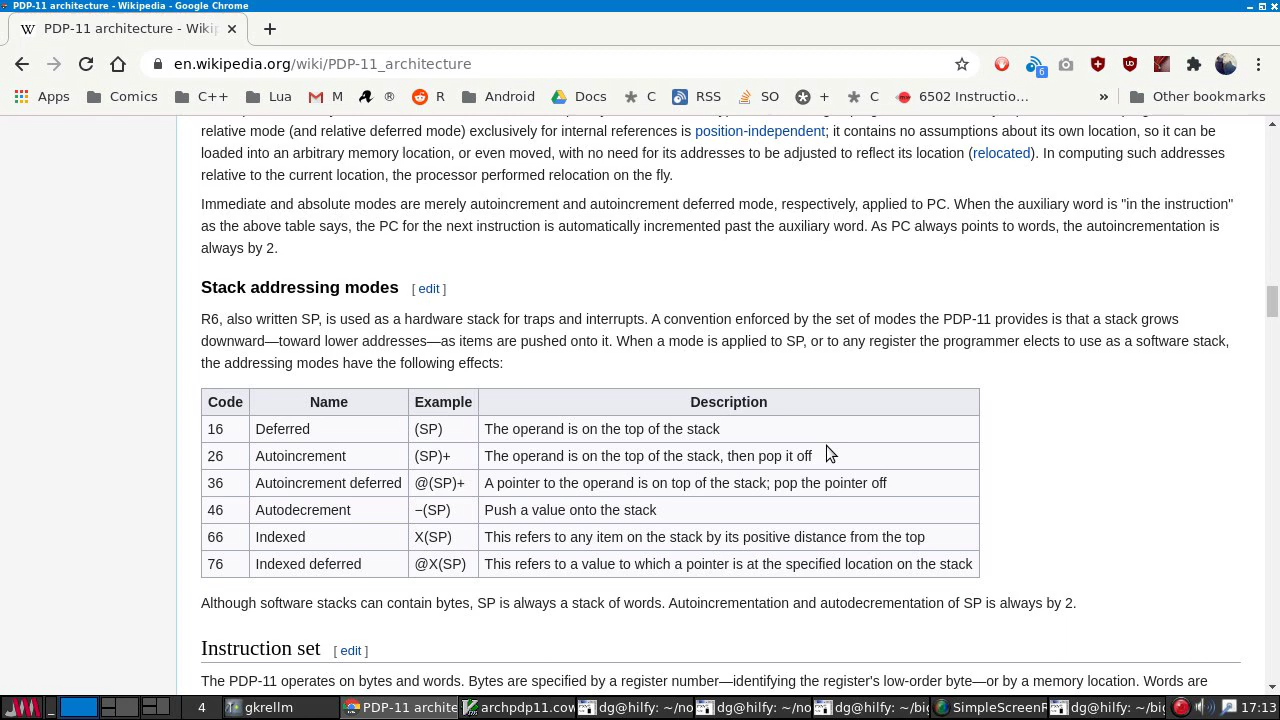 PDP-11 architecture - Wikipedia - Google Chrome
PDP-11 architecture - Wiki
en.wikipedia.org/wiki/PDP-11_architecture
6
Apps Comics C++ Lua M ® R Android Docs C RSS SO + C 6502 Instructio... » Other bookmarks
relative mode (and relative deferred mode) exclusively for internal references is position-independent; it contains no assumptions about its own location, so it can be
loaded into an arbitrary memory location, or even moved, with no need for its addresses to be adjusted to reflect its location (relocated). In computing such addresses
relative to the current location, the processor performed relocation on the fly.
Immediate and absolute modes are merely autoincrement and autoincrement deferred mode, respectively, applied to PC. When the auxiliary word is "in the instruction"
as the above table says, the PC for the next instruction is automatically incremented past the auxiliary word. As PC always points to words, the autoincrementation is
always by 2.
Stack addressing modes [ edit ]
R6, also written SP, is used as a hardware stack for traps and interrupts. A convention enforced by the set of modes the PDP-11 provides is that a stack grows
downward—toward lower addresses—as items are pushed onto it. When a mode is applied to SP, or to any register the programmer elects to use as a software stack,
the addressing modes have the following effects:
Code Name Example Description
16 Deferred (SP) The operand is on the top of the stack
26 Autoincrement (SP)+ The operand is on the top of the stack, then pop it off
36 Autoincrement deferred @(SP)+ A pointer to the operand is on top of the stack; pop the pointer off
46 Autodecrement −(SP) Push a value onto the stack
66 Indexed X(SP) This refers to any item on the stack by its positive distance from the top
76 Indexed deferred @X(SP) This refers to a value to which a pointer is at the specified location on the stack
Although software stacks can contain bytes, SP is always a stack of words. Autoincrementation and autodecrementation of SP is always by 2.
Instruction set [ edit ]
The PDP-11 operates on bytes and words. Bytes are specified by a register number—identifying the register's low-order byte—or by a memory location. Words are
4 gkrellm PDP-11 archite archpdp11.cow dg@hilfy: ~/no dg@hilfy: ~/no dg@hilfy: ~/big SimpleScreenR dg@hilfy: ~/big 17:13